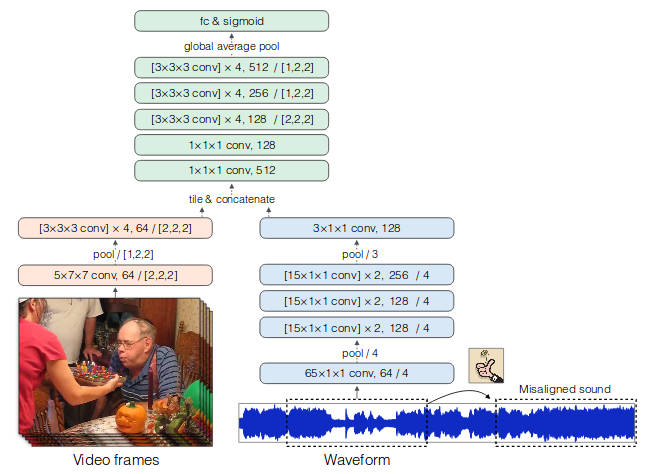 fc & sigmoid
global average pool
[3×3×3 conv] × 4, 512 / [1,2,2]
[3×3×3 conv] × 4, 256 / [1,2,2]
[3×3×3 conv] × 4, 128 / [2,2,2]
1×1×1 conv, 128
1×1×1 conv, 512
tile & concatenate
[3×3×3 conv] × 4, 64 / [2,2,2]
pool / [1,2,2]
5×7×7 conv, 64 / [2,2,2]
Video frames
3×1×1 conv, 128
pool / 3
[15×1×1 conv] × 2, 256 / 4
[15×1×1 conv] × 2, 128 / 4
[15×1×1 conv] × 2, 128 / 4
pool / 4
65×1×1 conv, 64 / 4
Misaligned sound
Waveform